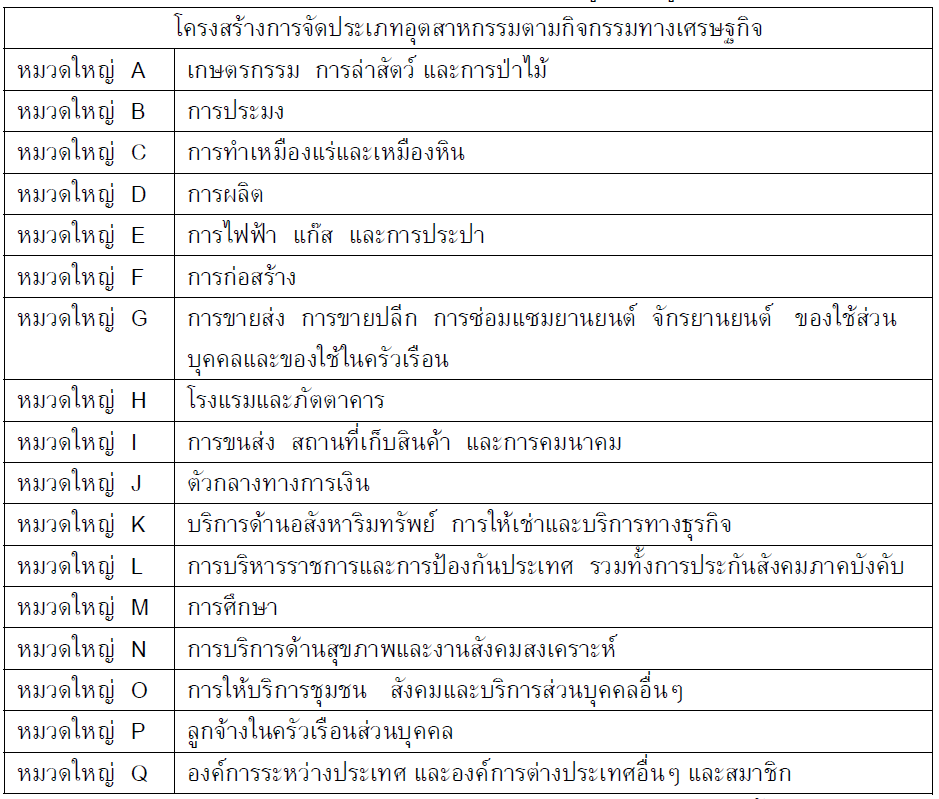 โครงสร้างการจัดประเภทอุตสาหกรรมตามกิจกรรมทางเศรษฐกิจ
หมวดใหญ่ A เกษตรกรรม การล่าสัตว์ และการป่าไม้
หมวดใหญ่ B การประมง
หมวดใหญ่ C การทำเหมืองแร่และเหมืองหิน
หมวดใหญ่ D การผลิต
หมวดใหญ่ E การไฟฟ้า แก๊ส และการประปา
หมวดใหญ่ F การก่อสร้าง
หมวดใหญ่ G การขายส่ง การขายปลีก การซ่อมแซมยานยนต์ จักรยานยนต์ ของใช้ส่วน
บุคคลและของใช้ในครัวเรือน
หมวดใหญ่ H โรงแรมและภัตตาคาร
หมวดใหญ่ I การขนส่ง สถานที่เก็บสินค้า และการคมนาคม
หมวดใหญ่ J ตัวกลางทางการเงิน
หมวดใหญ่ K บริการด้านอสังหาริมทรัพย์ การให้เช่าและบริการทางธุรกิจ
หมวดใหญ่ L การบริหารราชการและการป้องกันประเทศ รวมทั้งการประกันสังคมภาคบังคับ
หมวดใหญ่ M การศึกษา
หมวดใหญ่ N การบริการด้านสุขภาพและงานสังคมสงเคราะห์
หมวดใหญ่ O การให้บริการชุมชน สังคมและบริการส่วนบุคคลอื่นๆ
หมวดใหญ่ P ลูกจ้างในครัวเรือนส่วนบุคคล
หมวดใหญ่ Q องค์การระหว่างประเทศ และองค์การต่างประเทศอื่นๆ และสมาชิก